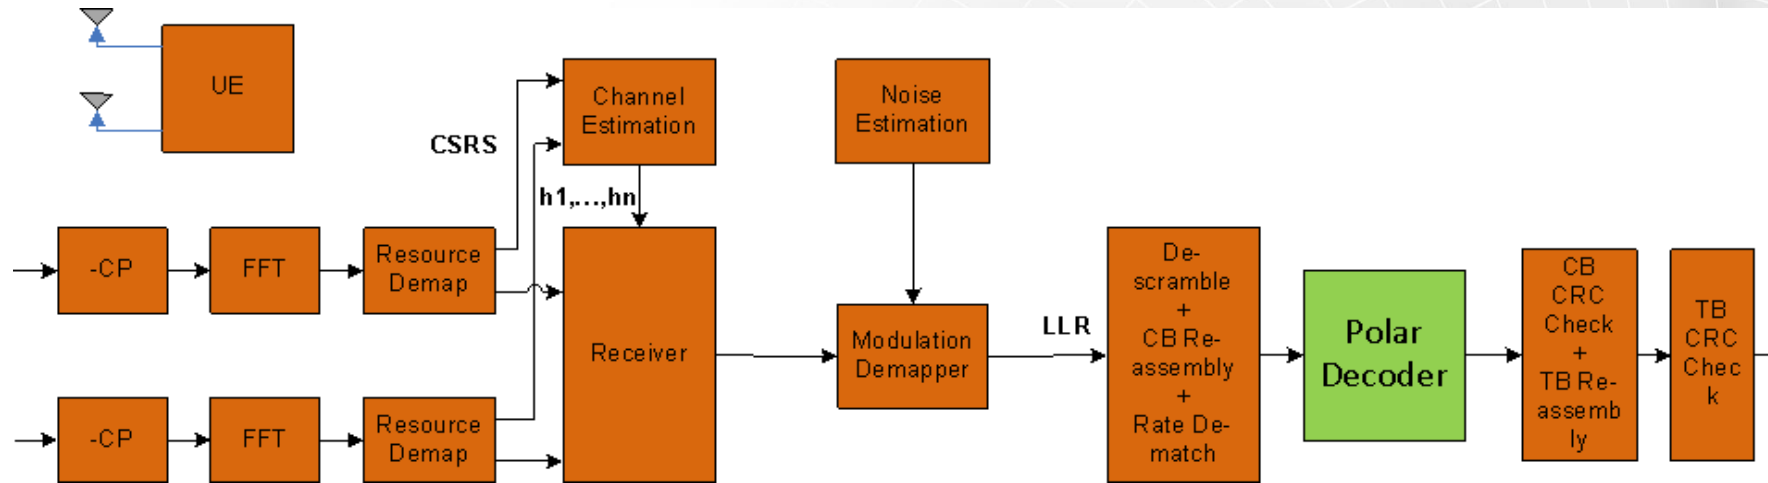 UE
Channel
Estimation
Noise
Estimation
CSRS
h1,...,hn
-CP
FFT
Resource
Demap
Receiver
Modulation
Demapper
LLR
De-
scramble
+
CB Re-
assembly
+
Rate De-
match
Polar
Decoder
CB
CRC
Check
+
TB Re-
assemb
ly
TB
CRC
Chec
k
-CP
FFT
Resource
Demap